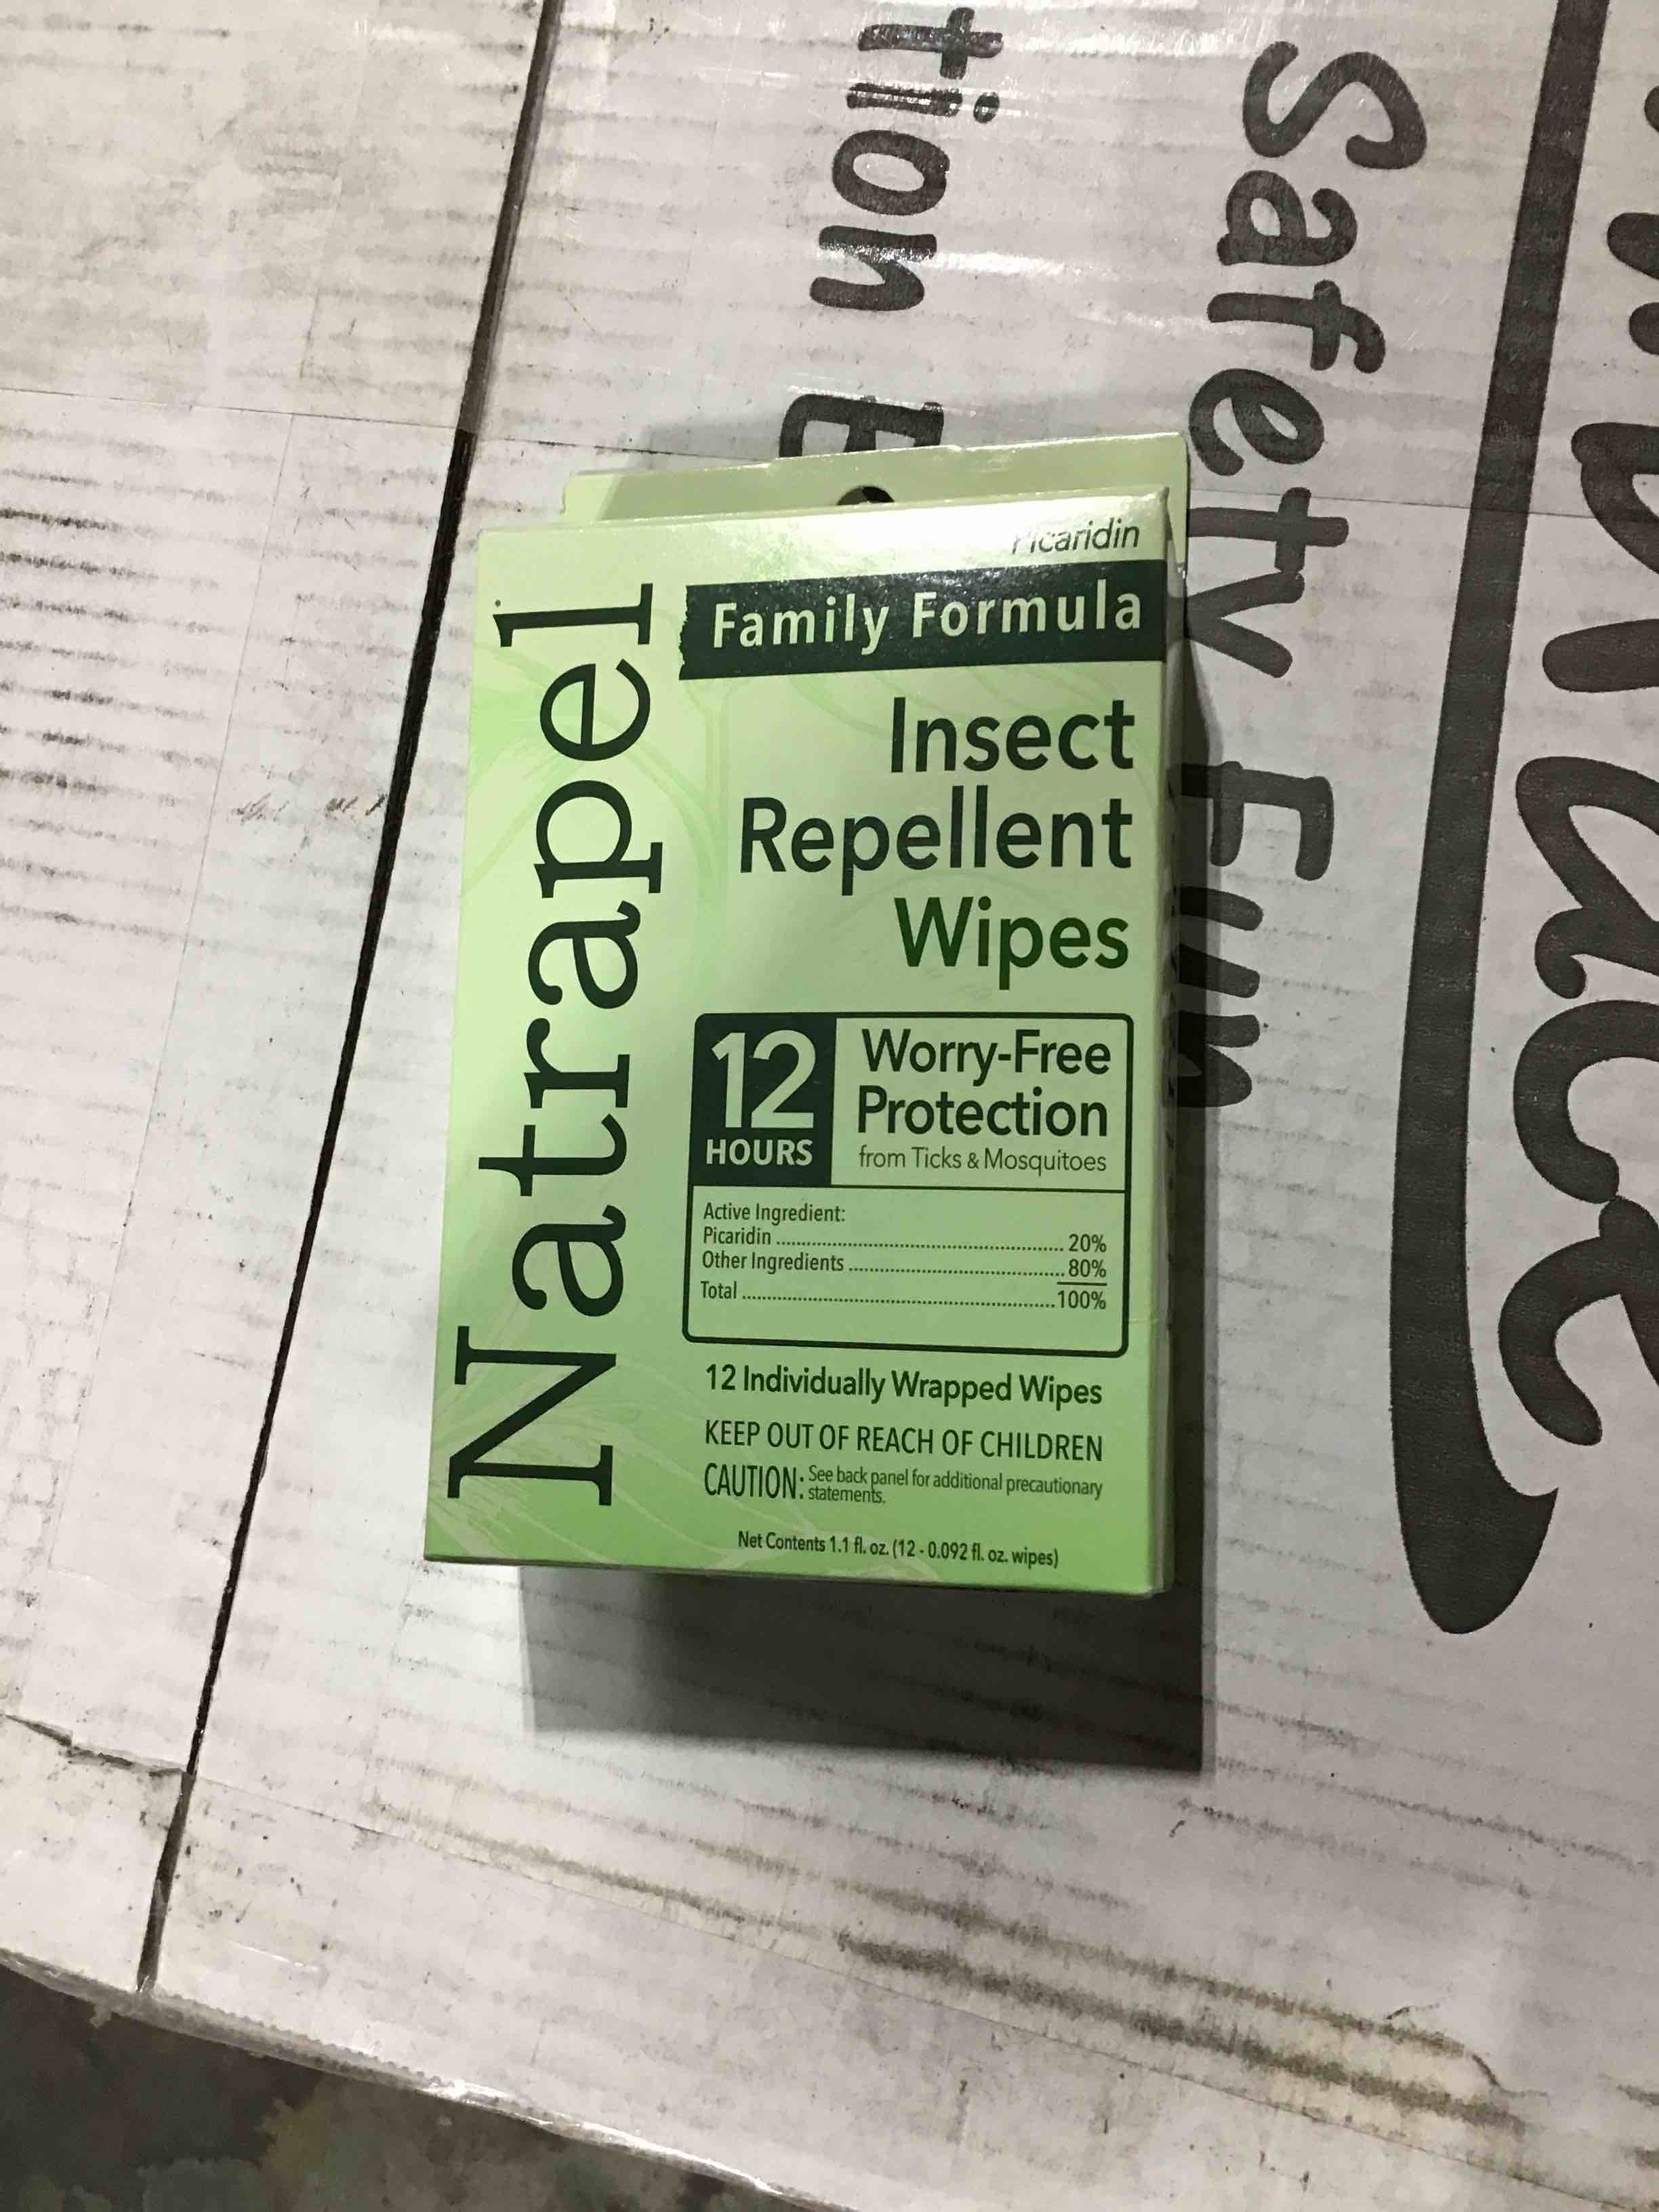 Natrapel
Picaridin
Family Formula
Insect
Repellent
Wipes
12
HOURS
Worry-Free
Protection
from Ticks & Mosquitoes
Active Ingredient:
Picaridin ........................................................ 20%
Other Ingredients .......................................... 80%
Total ............................................................. 100%
12 Individually Wrapped Wipes
KEEP OUT OF REACH OF CHILDREN
CAUTION: See back panel for additional precautionary
statements.
Net Contents 1.1 fl. oz. (12 - 0.092 fl. oz. wipes)
Safety Fun
tion